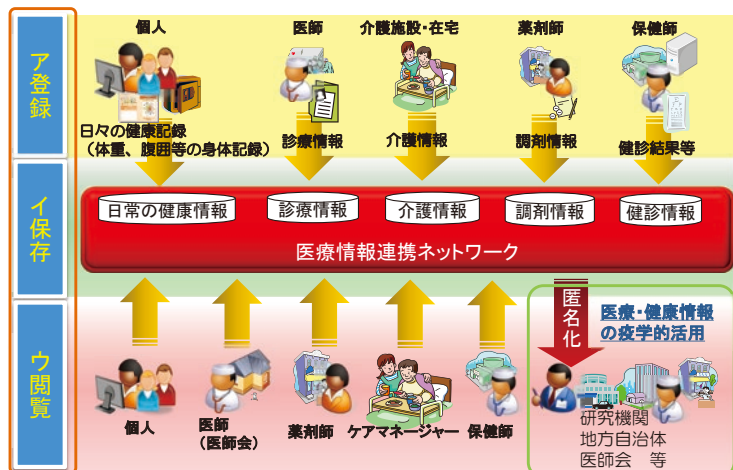 ア登録
個人
医師
介護施設・在宅
薬剤師
保健師
日々の健康記録
（体重、腹囲等の身体記録）
診療情報
介護情報
調剤情報
健診結果等
イ保存
日常の健康情報
診療情報
介護情報
調剤情報
健診情報
医療情報連携ネットワーク
ウ閲覧
匿名化
医療・健康情報
の疫学的活用
個人
医師
（医師会）
薬剤師
ケアマネージャー
保健師
研究機関
地方自治体
医師会　等